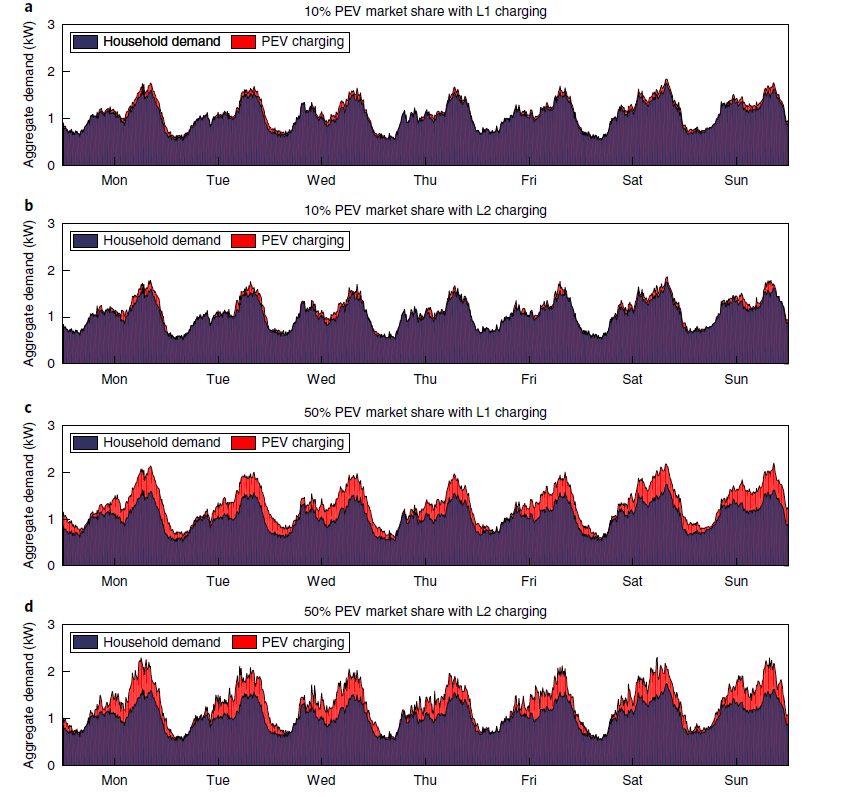 a
10% PEV market share with L1 charging
Aggregate demand (kW)
3
2
1
0
Household demand
PEV charging
Mon Tue Wed Thu Fri Sat Sun
b
10% PEV market share with L2 charging
Aggregate demand (kW)
3
2
1
0
Household demand
PEV charging
Mon Tue Wed Thu Fri Sat Sun
c
50% PEV market share with L1 charging
Aggregate demand (kW)
3
2
1
0
Household demand
PEV charging
Mon Tue Wed Thu Fri Sat Sun
d
50% PEV market share with L2 charging
Aggregate demand (kW)
3
2
1
0
Household demand
PEV charging
Mon Tue Wed Thu Fri Sat Sun